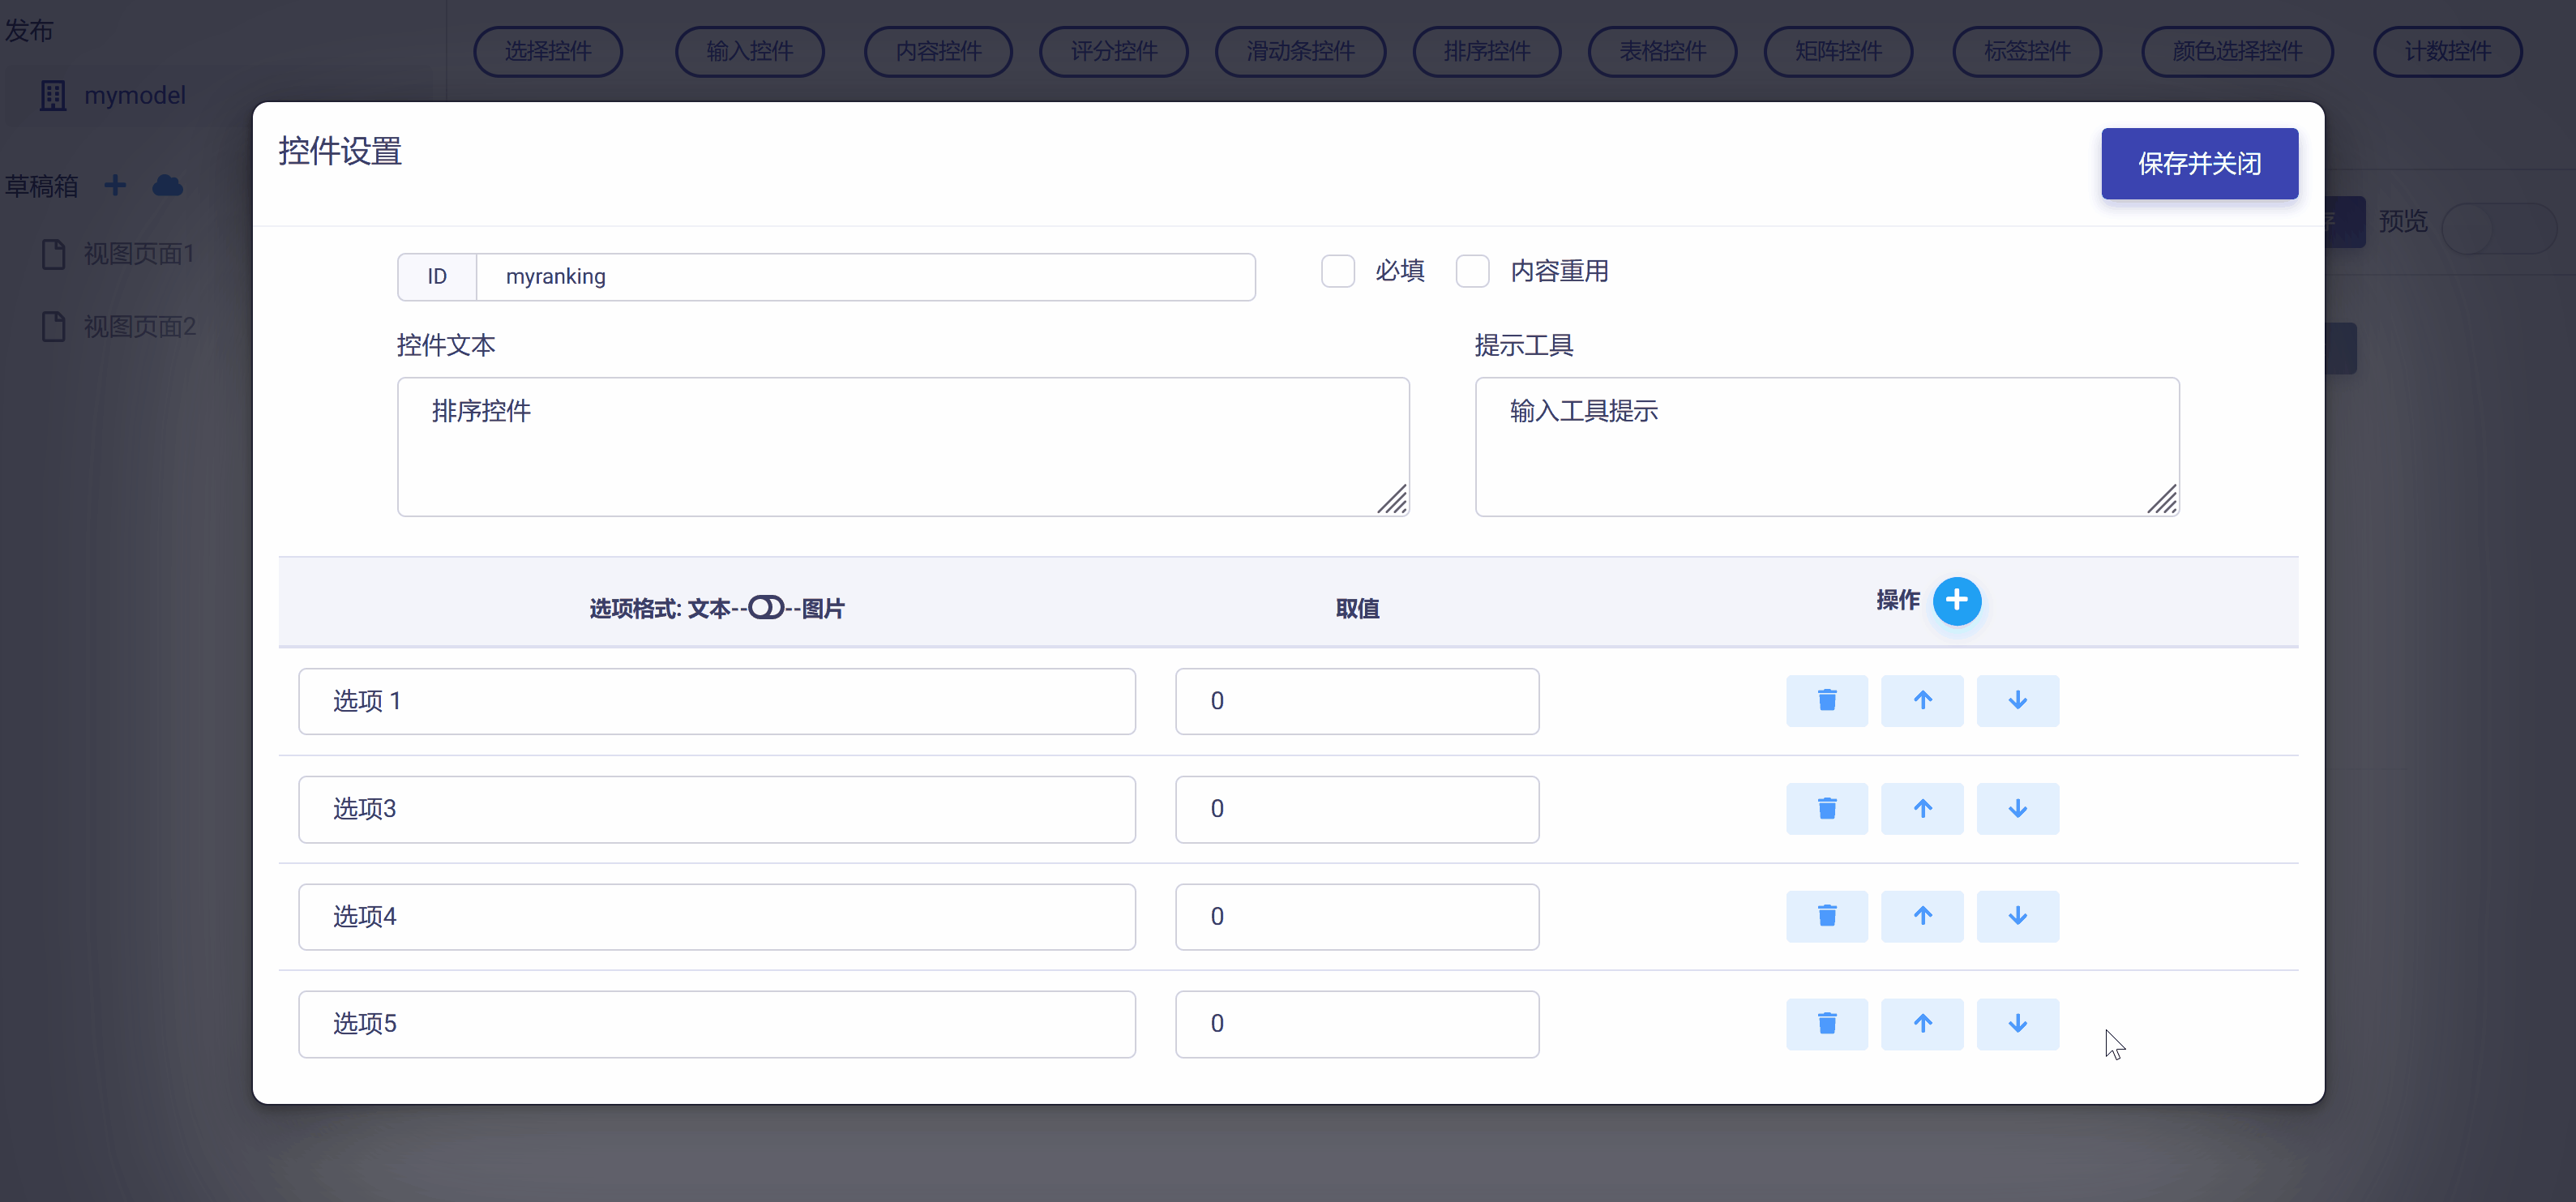 发布
选择控件 输入控件 内容控件 评分控件 滑动条控件 排序控件 表格控件 矩阵控件 标签控件 颜色选择控件 计数控件
mymodel
控件设置
保存并关闭
草稿箱
存 预览
视图页面1
ID myranking 必填 内容重用
视图页面2
控件文本 提示工具
排序控件 输入工具提示
选项格式: 文本-- --图片 取值 操作
选项 1 0
选项3 0
选项4 0
选项5 0